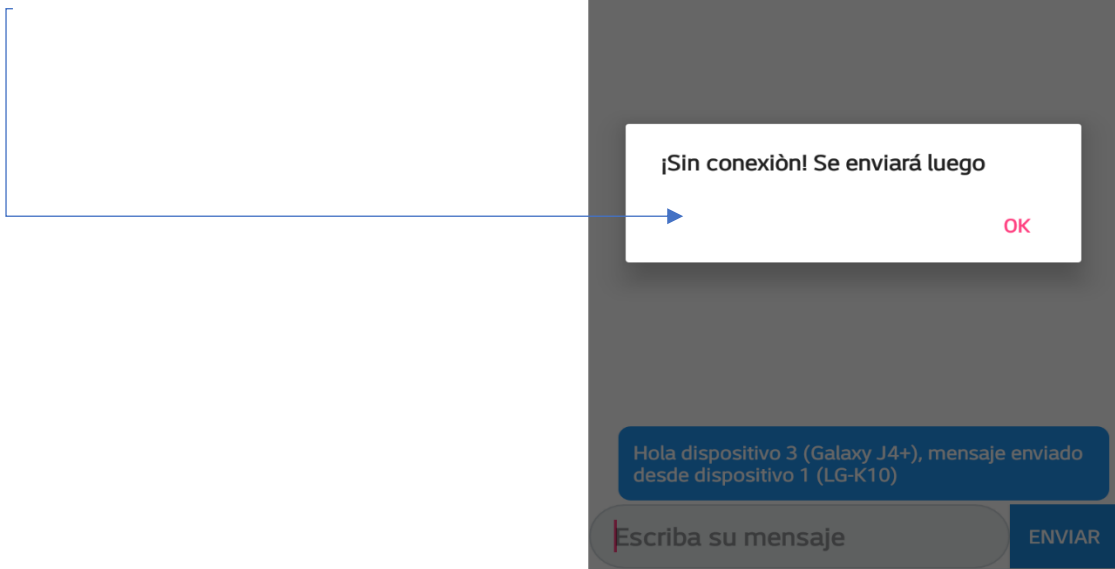 ¡Sin conexiòn! Se enviará luego
OK
Hola dispositivo 3 (Galaxy J4+), mensaje enviado
desde dispositivo 1 (LG-K10)
Escriba su mensaje
ENVIAR